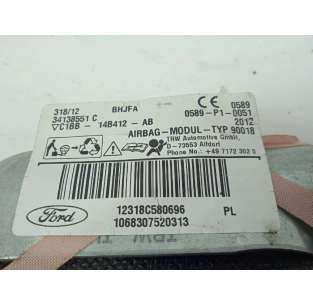 318/12 BHJFA CE 0589
34138551 C 0589-P1-0051
▽C1BB - 14B412 - AB 2012
AIRBAG-MODUL-TYP 90018
TRW Automotive GmbH.
D-73553 Alfdorf
Phone No.: +49 7172 302 5
Ford
12318C580696 PL
1068307520313